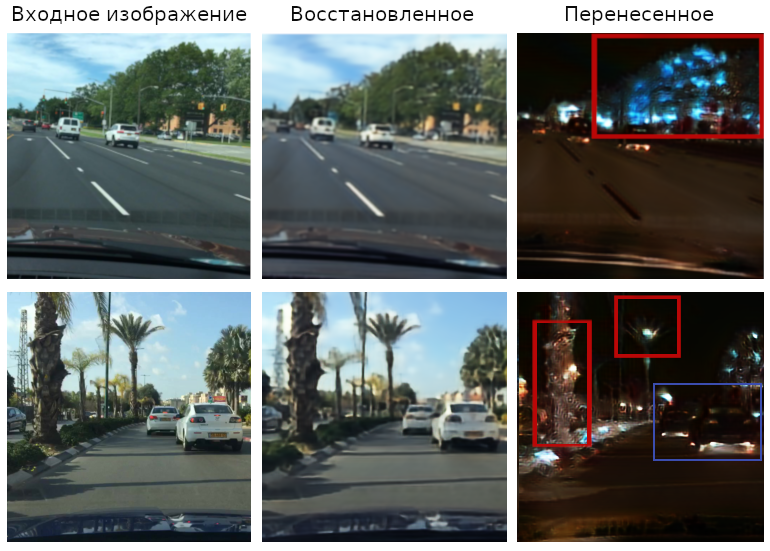 Входное изображение
Восстановленное
Перенесенное